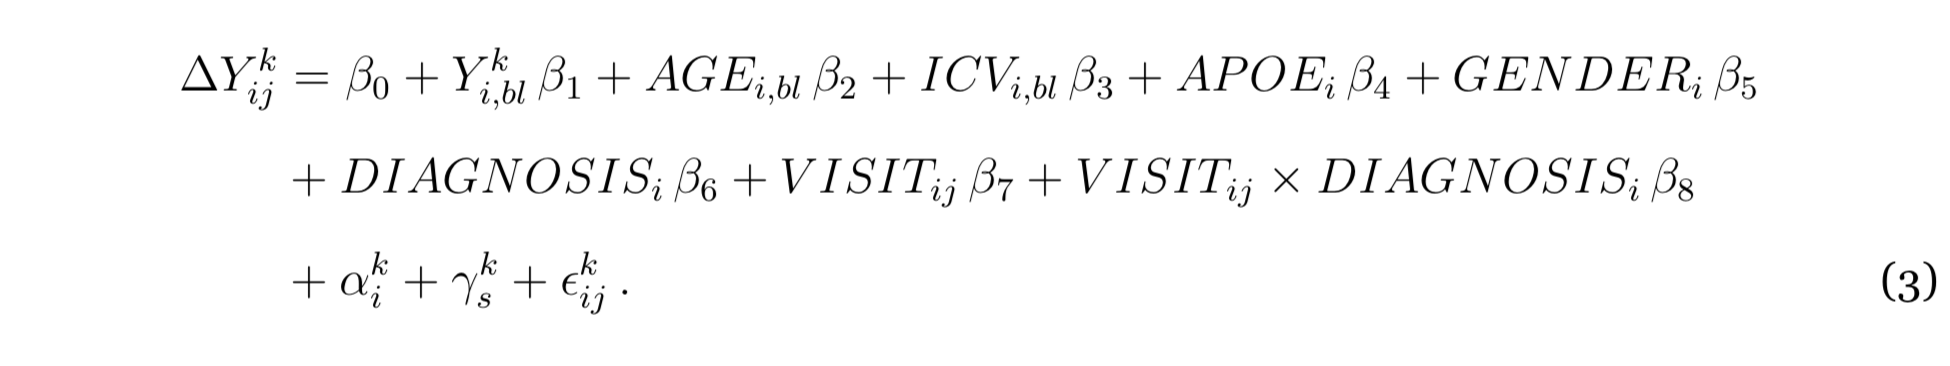 ΔY_{ij}^{k} = β_0 + Y_{i,bl}^{k} β_1 + AGE_{i,bl} β_2 + ICV_{i,bl} β_3 + APOE_i β_4 + GENDER_i β_5
+ DIAGNOSIS_i β_6 + VISIT_{ij} β_7 + VISIT_{ij} × DIAGNOSIS_i β_8
+ α_i^k + γ_s^k + ϵ_{ij}^k . (3)